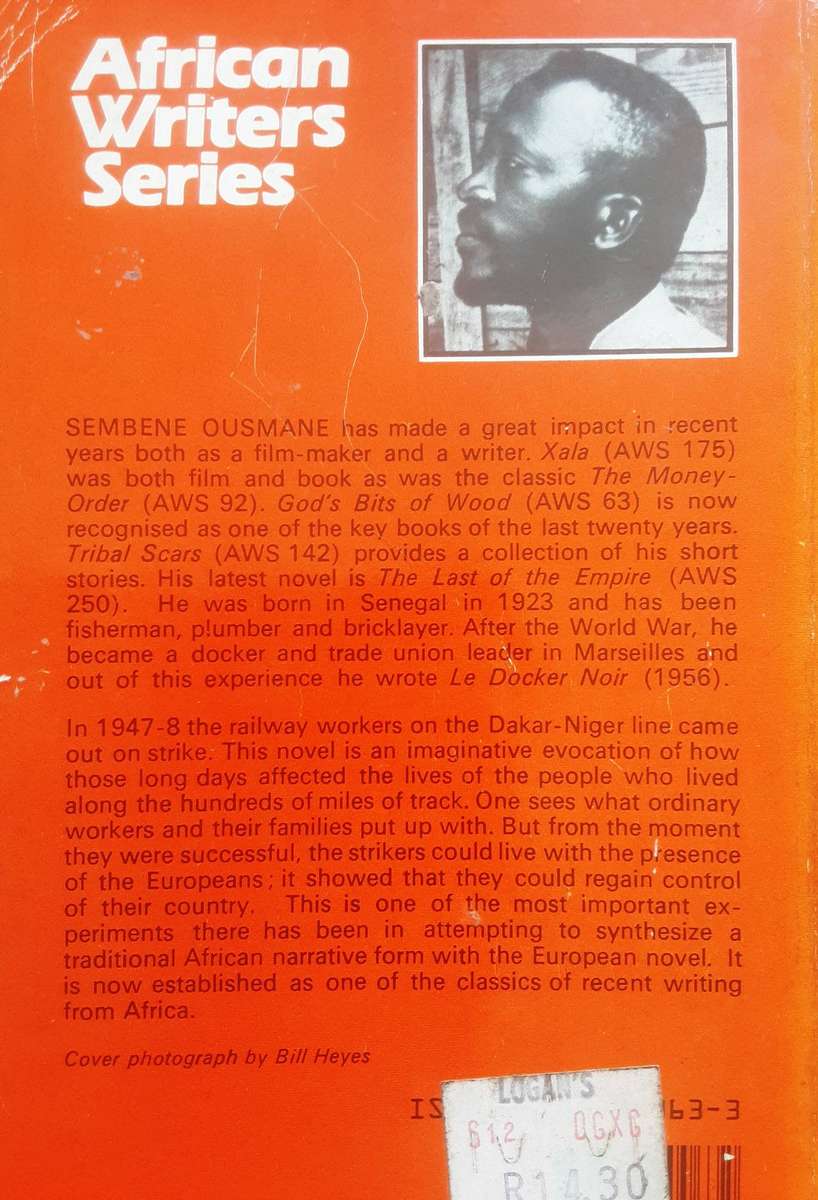 African
Writers
Series
SEMBENE OUSMANE has made a great impact in recent
years both as a film-maker and a writer. Xala (AWS 175)
was both film and book as was the classic The Money-
Order (AWS 92). God's Bits of Wood (AWS 63) is now
recognised as one of the key books of the last twenty years.
Tribal Scars (AWS 142) provides a collection of his short
stories. His latest novel is The Last of the Empire (AWS
250). He was born in Senegal in 1923 and has been
fisherman, plumber and bricklayer. After the World War, he
became a docker and trade union leader in Marseilles and
out of this experience he wrote Le Docker Noir (1956).
In 1947-8 the railway workers on the Dakar-Niger line came
out on strike. This novel is an imaginative evocation of how
those long days affected the lives of the people who lived
along the hundreds of miles of track. One sees what ordinary
workers and their families put up with. But from the moment
they were successful, the strikers could live with the presence
of the Europeans; it showed that they could regain control
of their country. This is one of the most important ex-
periments there has been in attempting to synthesize a
traditional African narrative form with the European novel. It
is now established as one of the classics of recent writing
from Africa.
Cover photograph by Bill Heyes
IS 63-3
LOGAN'S
612 OGXG
R14.30